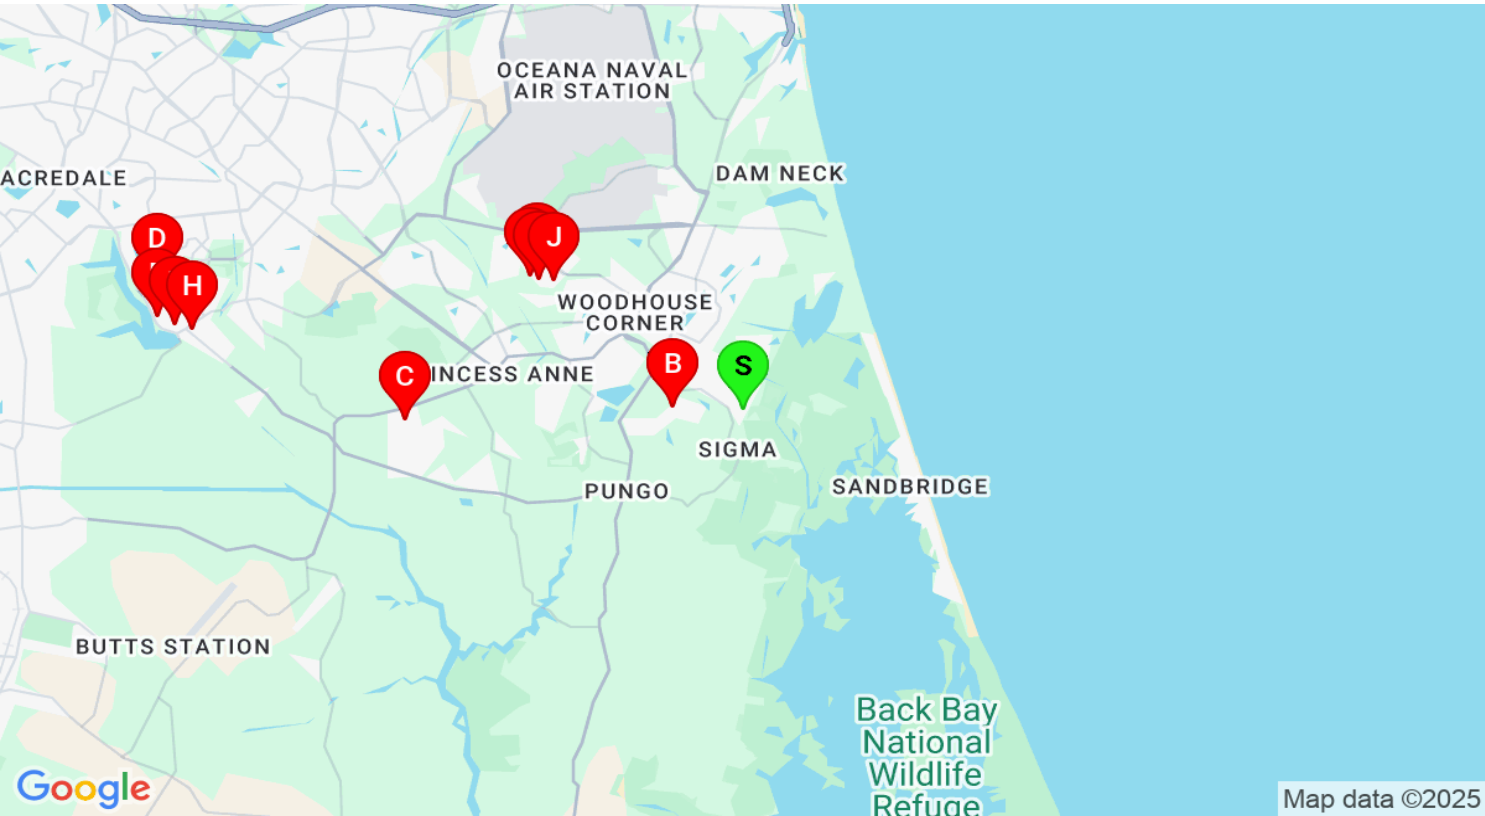 OCEANA NAVAL
AIR STATION
DAM NECK
ACREDALE
D
J
H
WOODHOUSE
CORNER
B
S
C
INCESS ANNE
SIGMA
SANDBRIDGE
PUNGO
BUTTS STATION
Back Bay
National
Wildlife
Refuge
Google
Map data ©2025